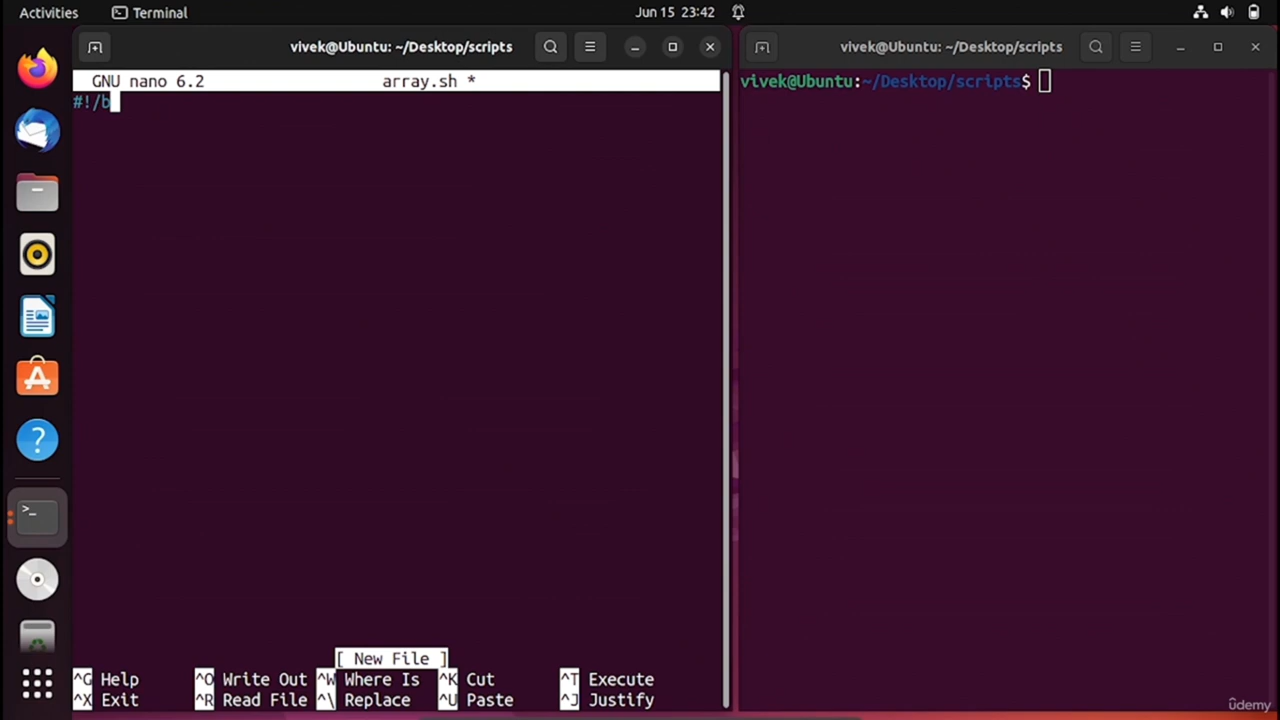 Activities Terminal Jun 15 23:42
vivek@Ubuntu: ~/Desktop/scripts
vivek@Ubuntu: ~/Desktop/scripts
GNU nano 6.2 array.sh *
#!/b
vivek@Ubuntu:~/Desktop/scripts$
[ New File ]
^G Help ^O Write Out ^W Where Is ^K Cut ^T Execute
^X Exit ^R Read File ^\ Replace ^U Paste ^J Justify
udemy